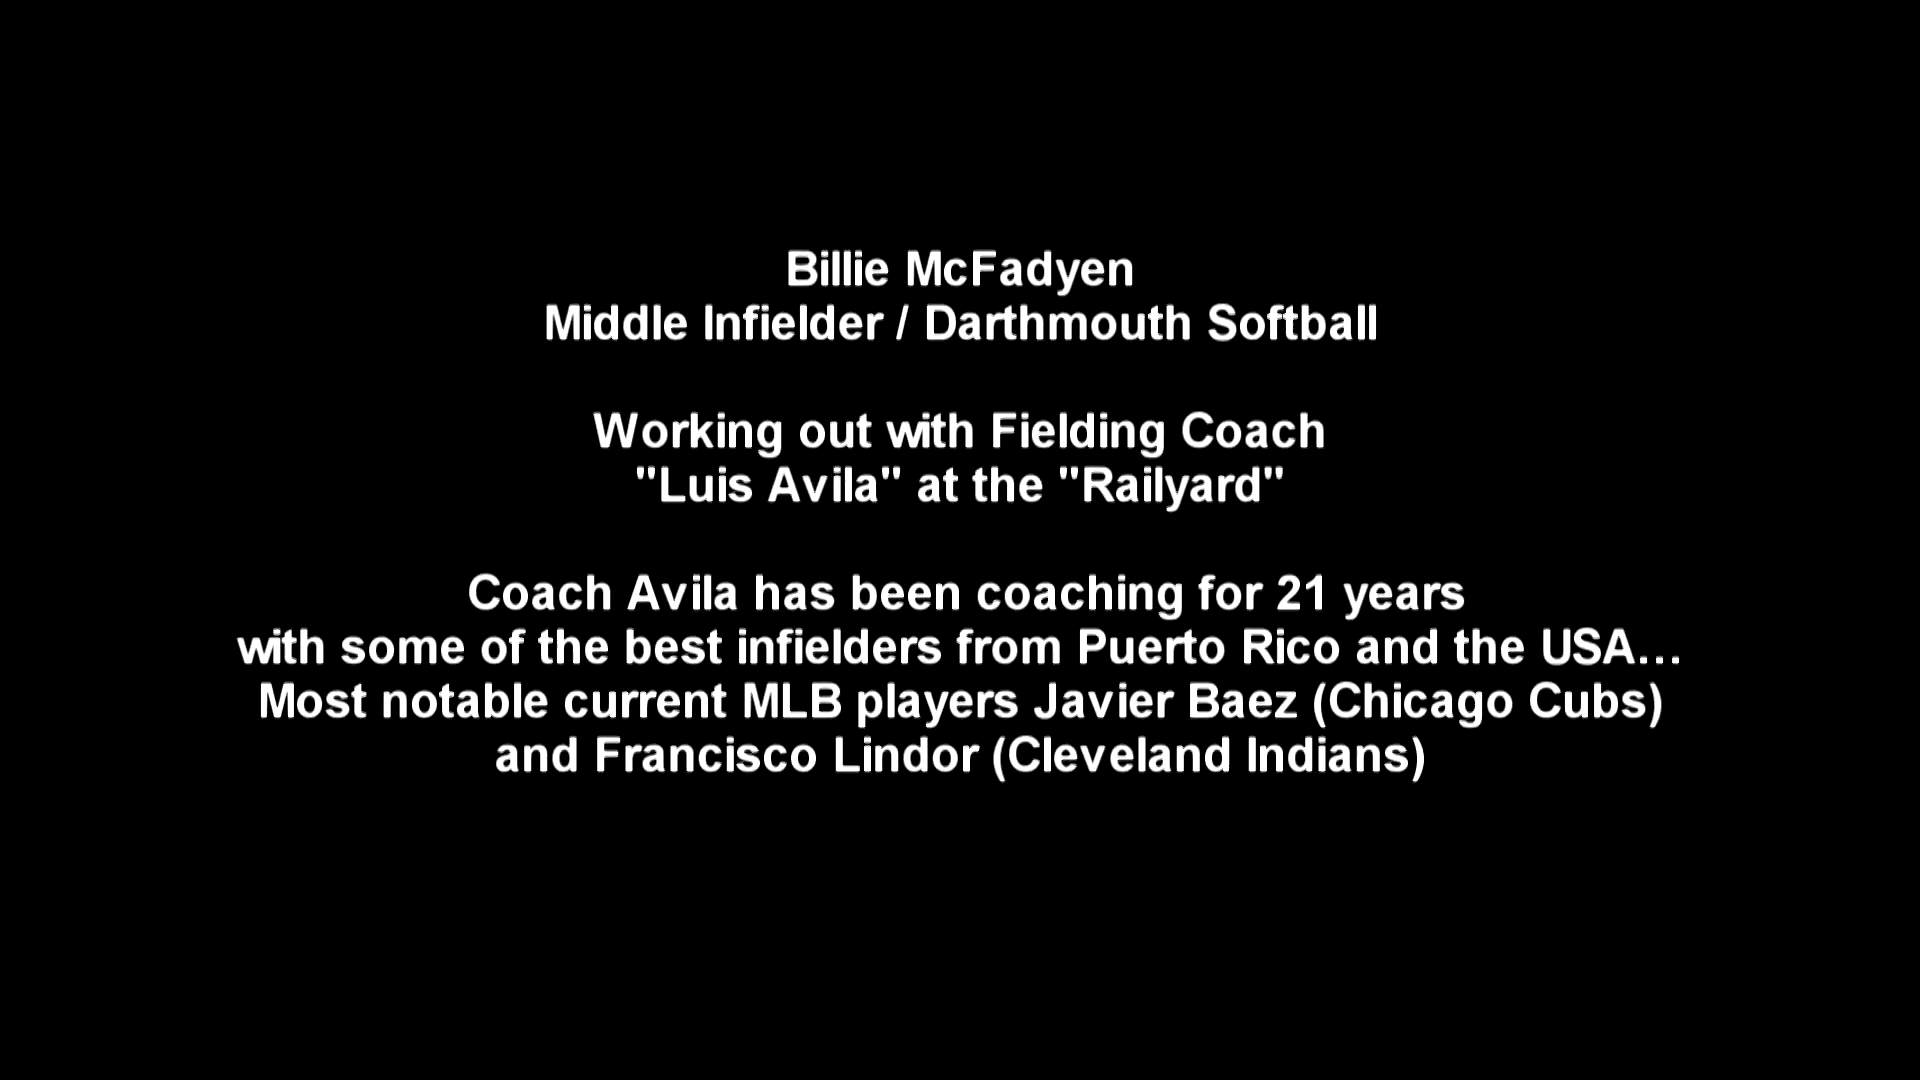 Billie McFadyen
Middle Infielder / Darthmouth Softball
Working out with Fielding Coach
"Luis Avila" at the "Railyard"
Coach Avila has been coaching for 21 years
with some of the best infielders from Puerto Rico and the USA...
Most notable current MLB players Javier Baez (Chicago Cubs)
and Francisco Lindor (Cleveland Indians)